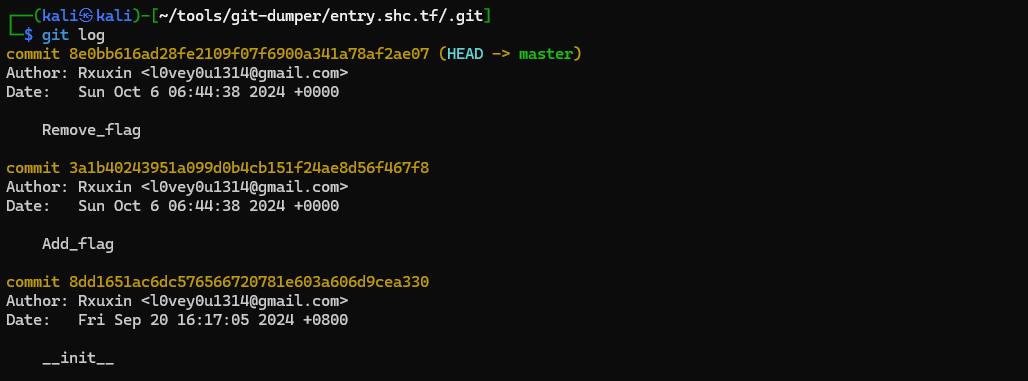 ┌──(kali㉿kali)-[~/tools/git-dumper/entry.shc.tf/.git]
└─$ git log
commit 8e0bb616ad28fe2109f07f6900a341a78af2ae07 (HEAD -> master)
Author: Rxuxin <l0vey0u1314@gmail.com>
Date:   Sun Oct 6 06:44:38 2024 +0000
    Remove_flag
commit 3a1b40243951a099d0b4cb151f24ae8d56f467f8
Author: Rxuxin <l0vey0u1314@gmail.com>
Date:   Sun Oct 6 06:44:38 2024 +0000
    Add_flag
commit 8dd1651ac6dc576566720781e603a606d9cea330
Author: Rxuxin <l0vey0u1314@gmail.com>
Date:   Fri Sep 20 16:17:05 2024 +0800
    __init__